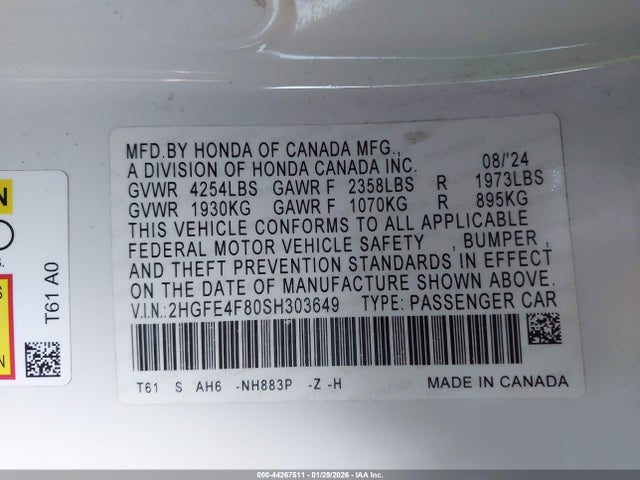 MFD.BY HONDA OF CANADA MFG.,
A DIVISION OF HONDA CANADA INC. 08/'24
GVWR 4254LBS GAWR F 2358LBS R 1973LBS
GVWR 1930KG GAWR F 1070KG R 895KG
THIS VEHICLE CONFORMS TO ALL APPLICABLE
FEDERAL MOTOR VEHICLE SAFETY , BUMPER ,
AND THEFT PREVENTION STANDARDS IN EFFECT
ON THE DATE OF MANUFACTURE SHOWN ABOVE.
V.I.N.:2HGFE4F80SH303649 TYPE: PASSENGER CAR
T61 S AH6 -NH883P -Z -H MADE IN CANADA
T61 A0
N
S.
6
N
000-44267511 - 01/29/2026 - IAA Inc.